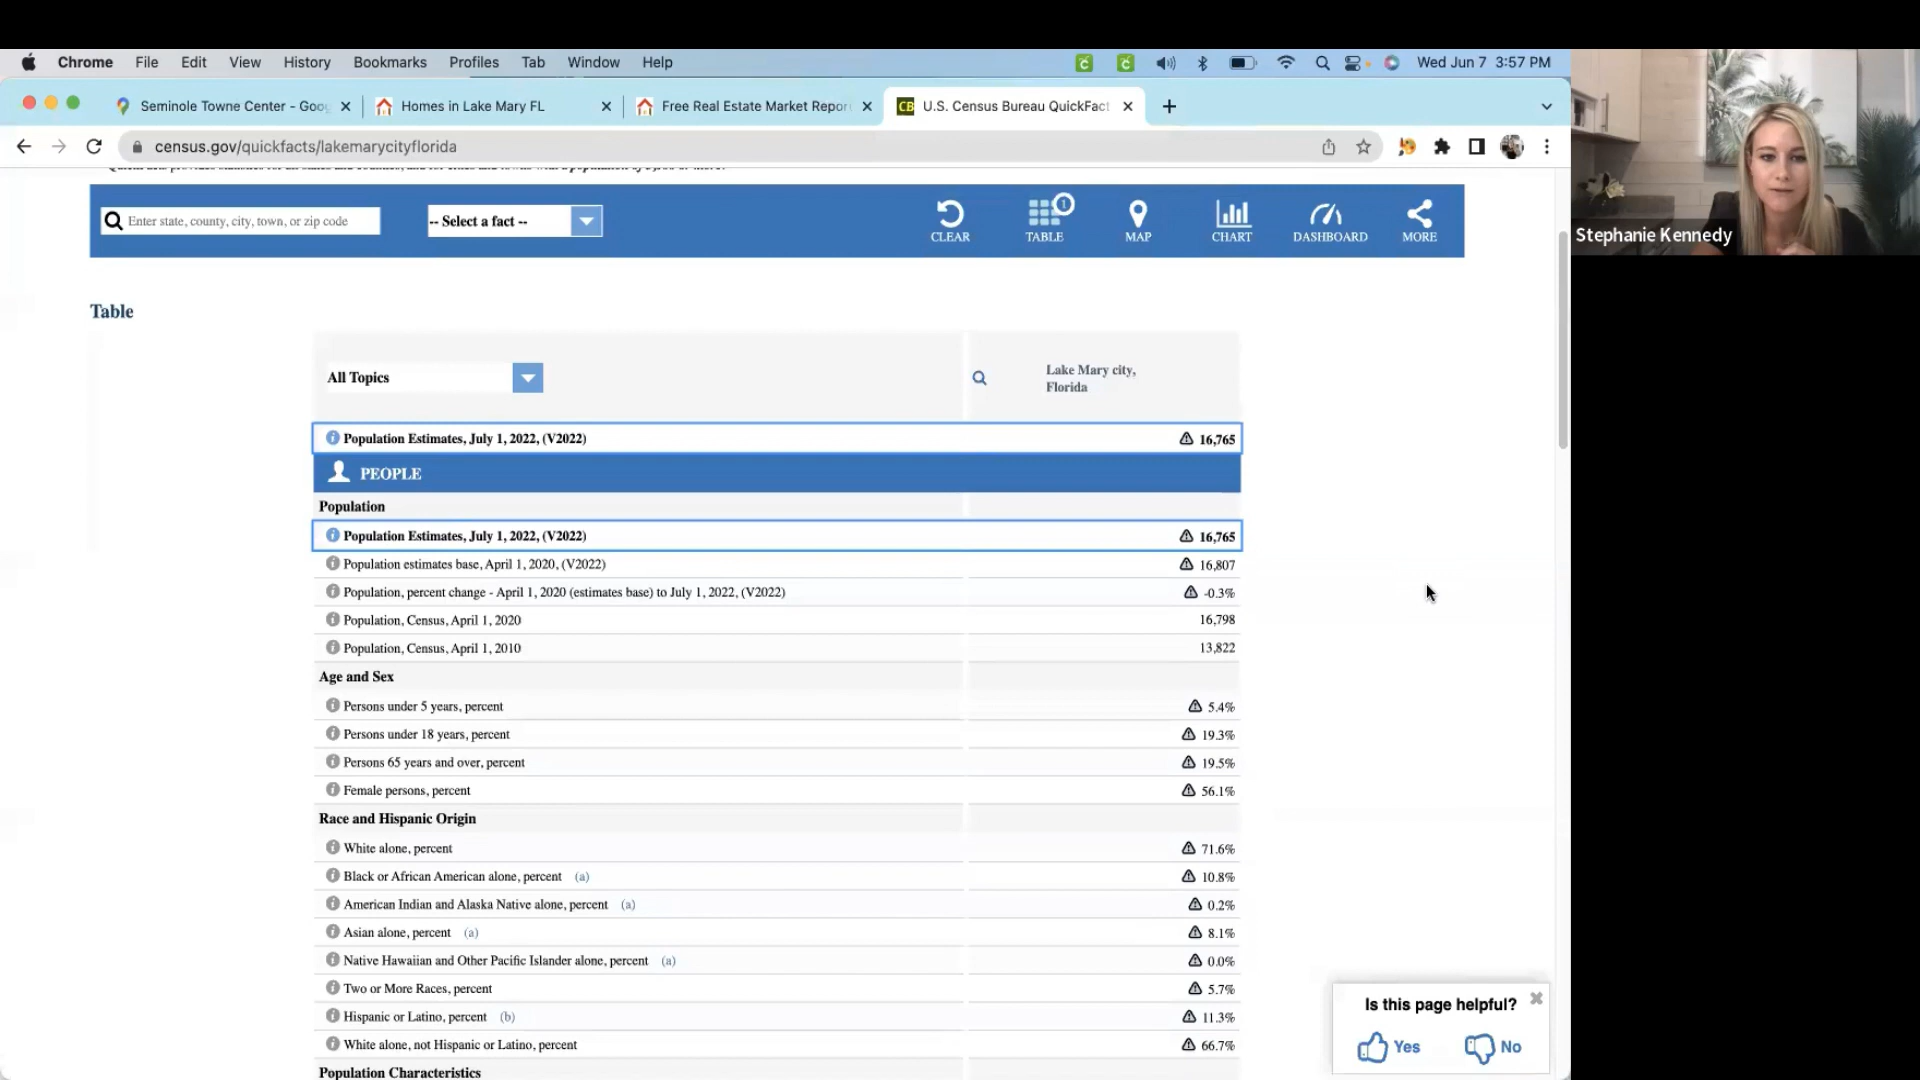 Chrome File Edit View History Bookmarks Profiles Tab Window Help Wed Jun 7 3:57 PM
Seminole Towne Center - Goog Homes in Lake Mary FL Free Real Estate Market Repor U.S. Census Bureau QuickFact
census.gov/quickfacts/lakemarycityflorida
Stephanie Kennedy
Enter state, county, city, town, or zip code -- Select a fact -- CLEAR TABLE 1 MAP CHART DASHBOARD MORE
Table
All Topics
Lake Mary city,
Florida
Population Estimates, July 1, 2022, (V2022) 16,765
PEOPLE
Population
Population Estimates, July 1, 2022, (V2022) 16,765
Population estimates base, April 1, 2020, (V2022) 16,807
Population, percent change - April 1, 2020 (estimates base) to July 1, 2022, (V2022) -0.3%
Population, Census, April 1, 2020 16,798
Population, Census, April 1, 2010 13,822
Age and Sex
Persons under 5 years, percent 5.4%
Persons under 18 years, percent 19.3%
Persons 65 years and over, percent 19.5%
Female persons, percent 56.1%
Race and Hispanic Origin
White alone, percent 71.6%
Black or African American alone, percent (a) 10.8%
American Indian and Alaska Native alone, percent (a) 0.2%
Asian alone, percent (a) 8.1%
Native Hawaiian and Other Pacific Islander alone, percent (a) 0.0%
Two or More Races, percent 5.7%
Hispanic or Latino, percent (b) 11.3%
White alone, not Hispanic or Latino, percent 66.7%
Population Characteristics
Is this page helpful?
Yes No